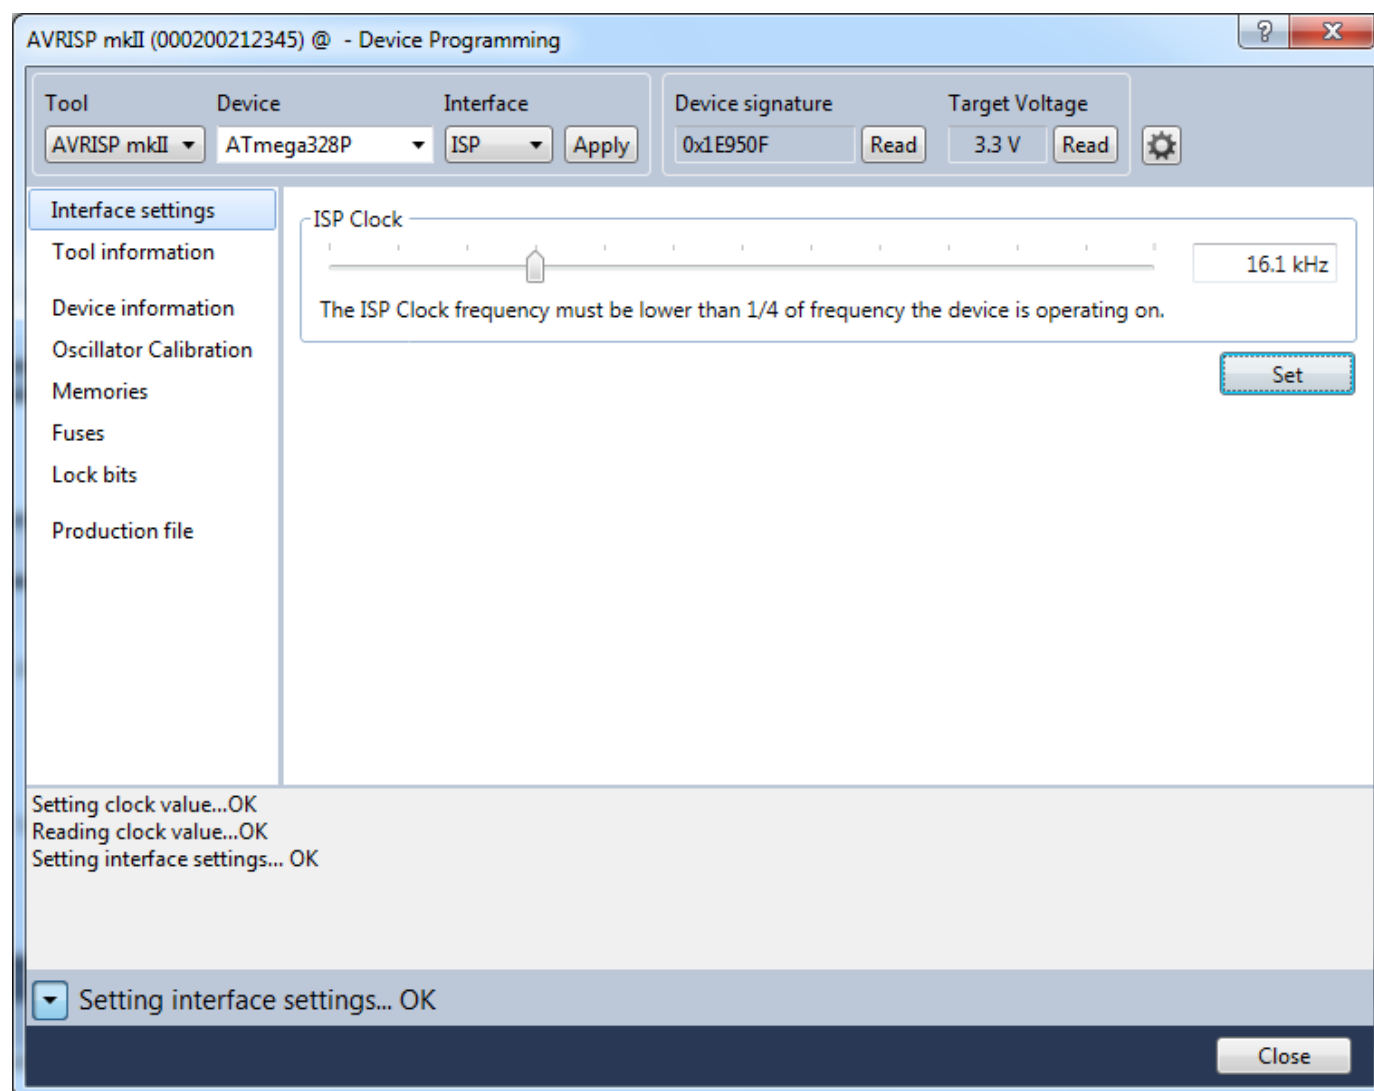 AVRISP mkII (000200212345) @  - Device Programming
?
Tool Device Interface Device signature Target Voltage
AVRISP mkII ATmega328P ISP Apply 0x1E950F Read 3.3 V Read
Interface settings
Tool information
Device information
Oscillator Calibration
Memories
Fuses
Lock bits
Production file
ISP Clock
16.1 kHz
The ISP Clock frequency must be lower than 1/4 of frequency the device is operating on.
Set
Setting clock value...OK
Reading clock value...OK
Setting interface settings... OK
Setting interface settings... OK
Close